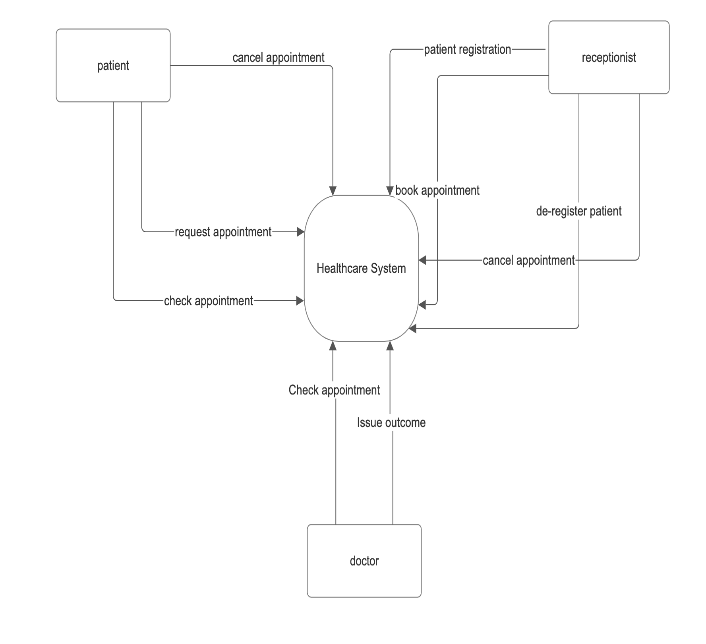 patient
cancel appointment
patient registration
receptionist
book appointment
de-register patient
request appointment
Healthcare System
cancel appointment
check appointment
Check appointment
Issue outcome
doctor